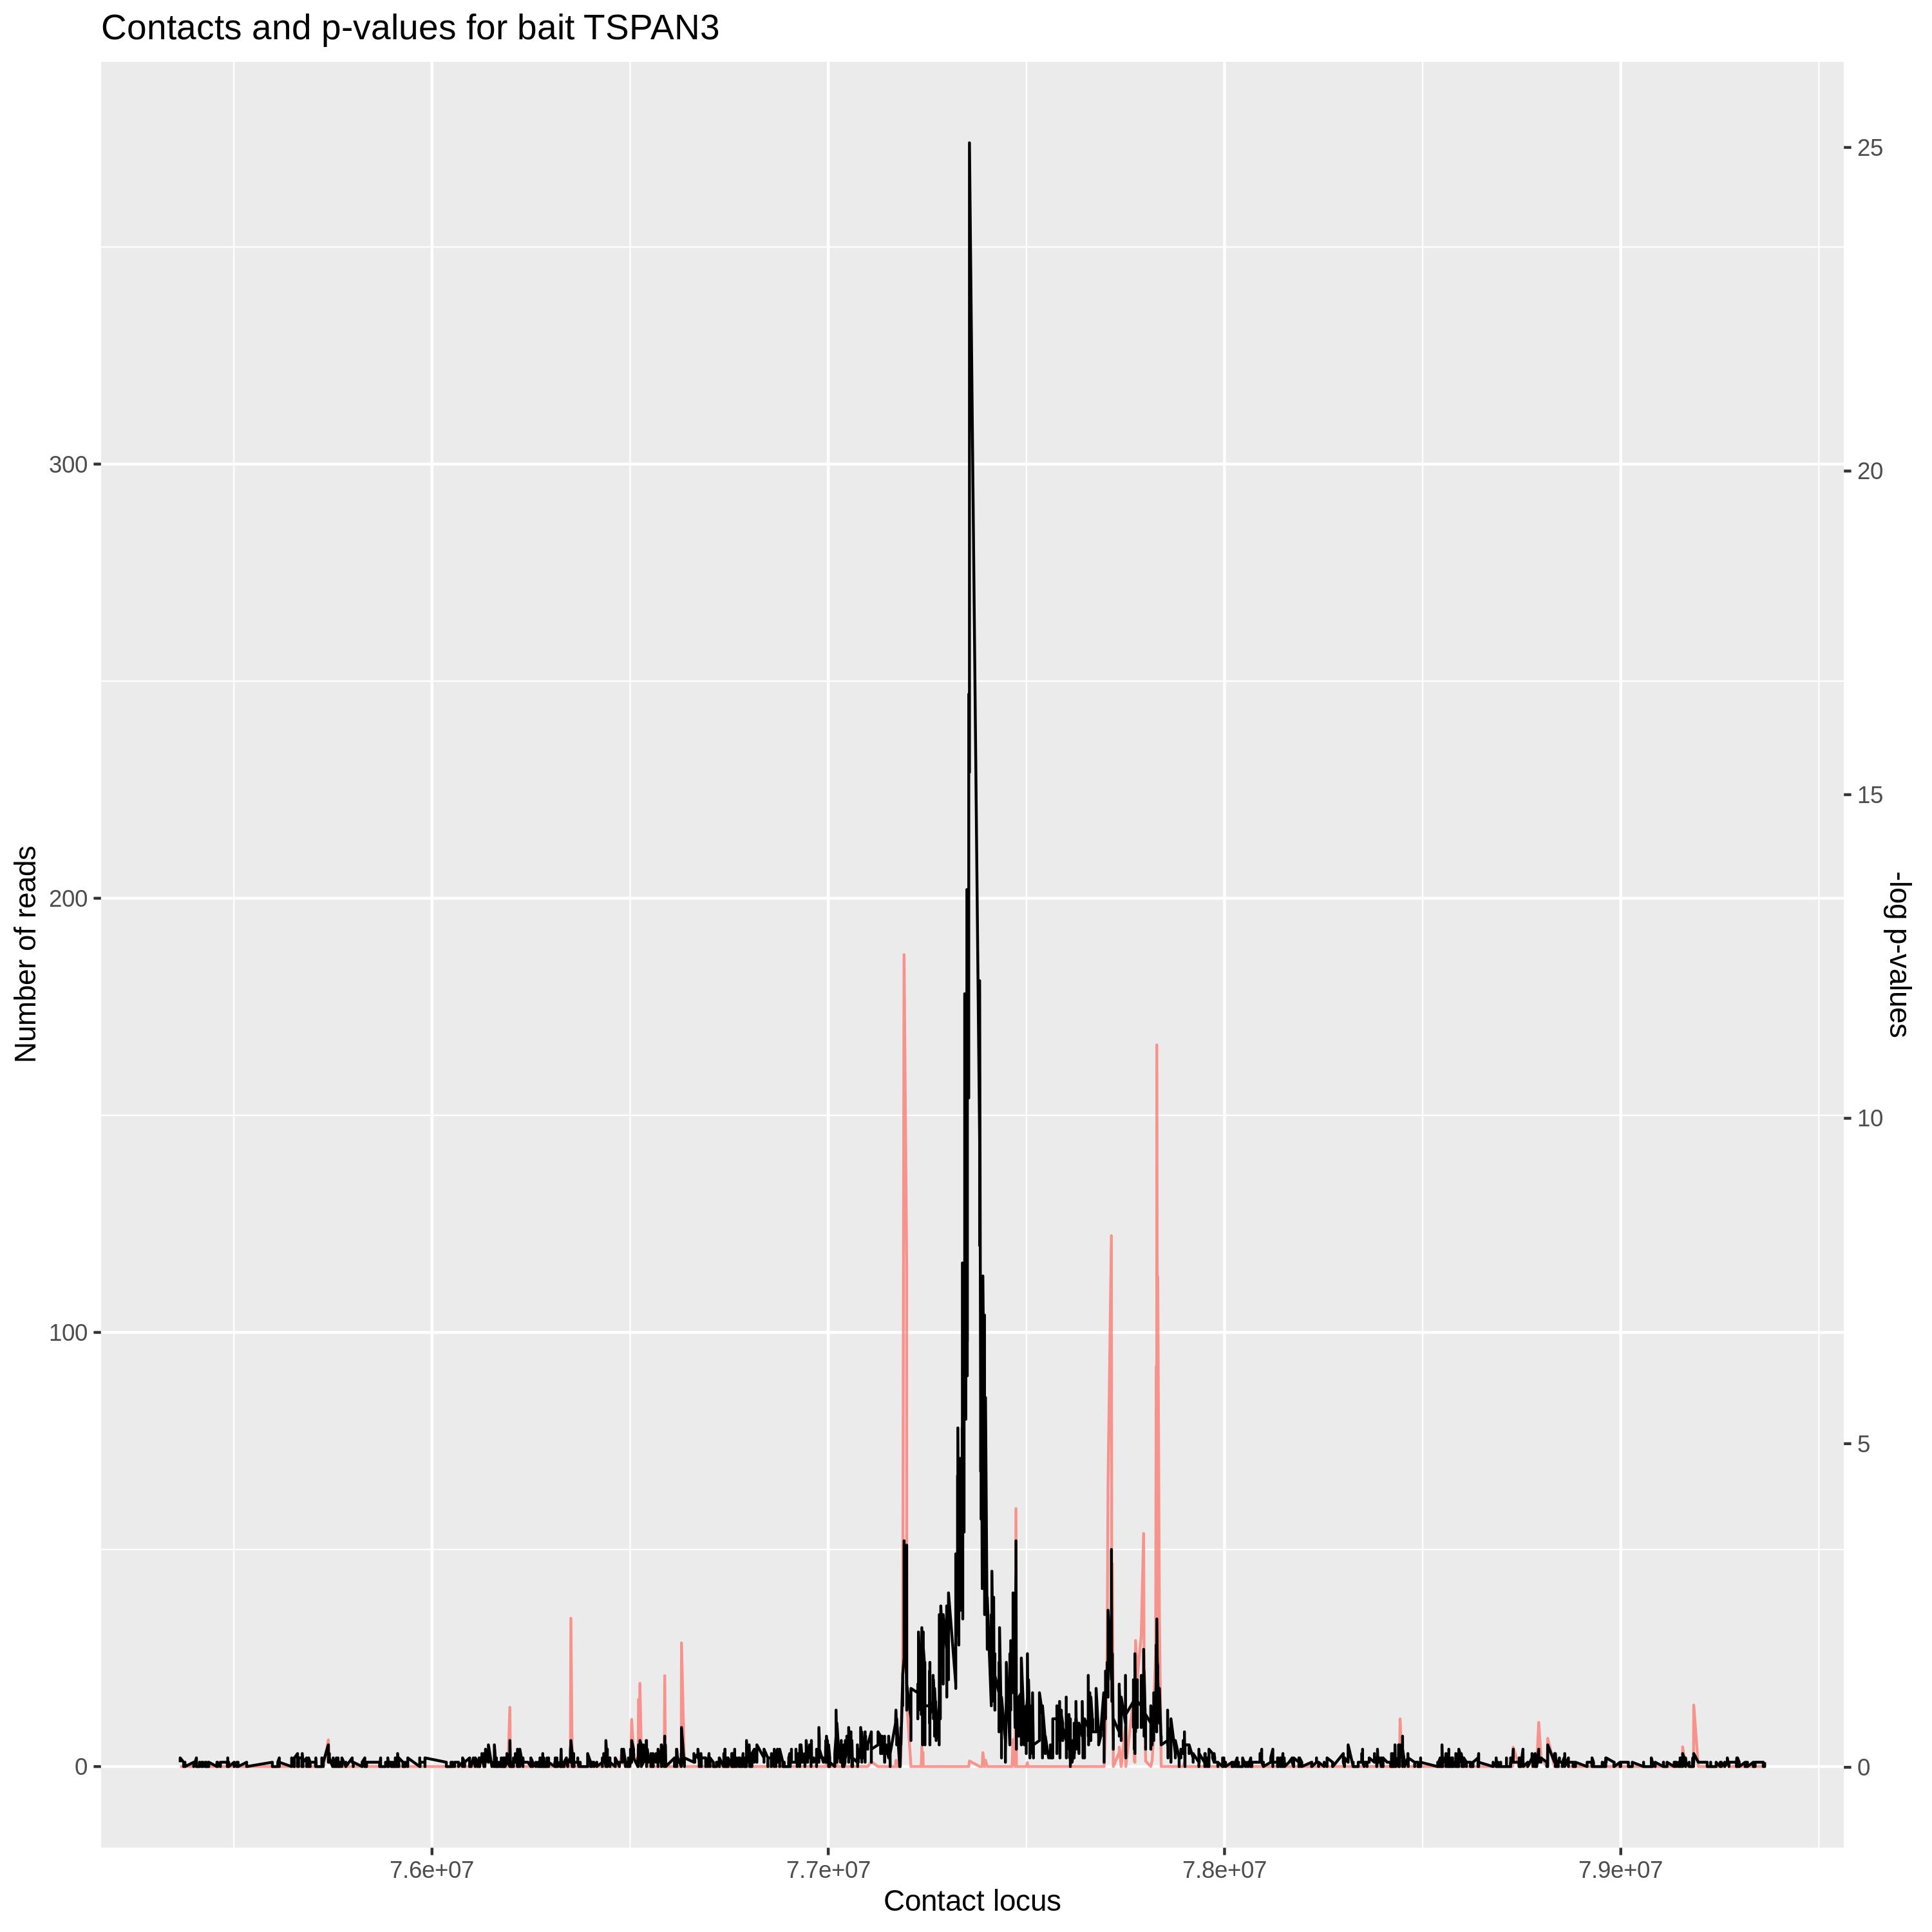 Contacts and p-values for bait TSPAN3
Number of reads
300
200
100
0
25
20
15
10
5
0
-log p-values
7.6e+07
7.7e+07
7.8e+07
7.9e+07
Contact locus